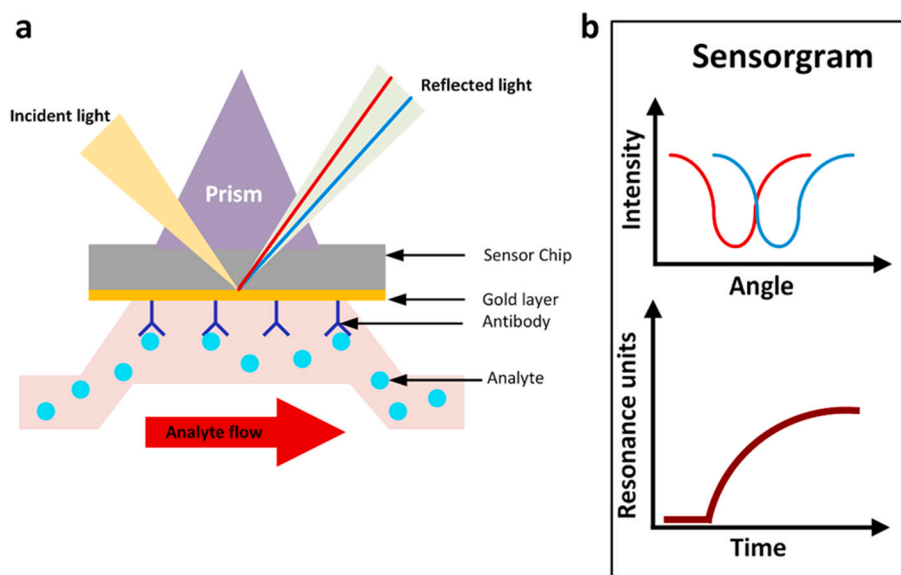 a
Incident light
Reflected light
Prism
Sensor Chip
Gold layer
Antibody
Analyte
Analyte flow
b
Sensorgram
Intensity
Angle
Resonance units
Time